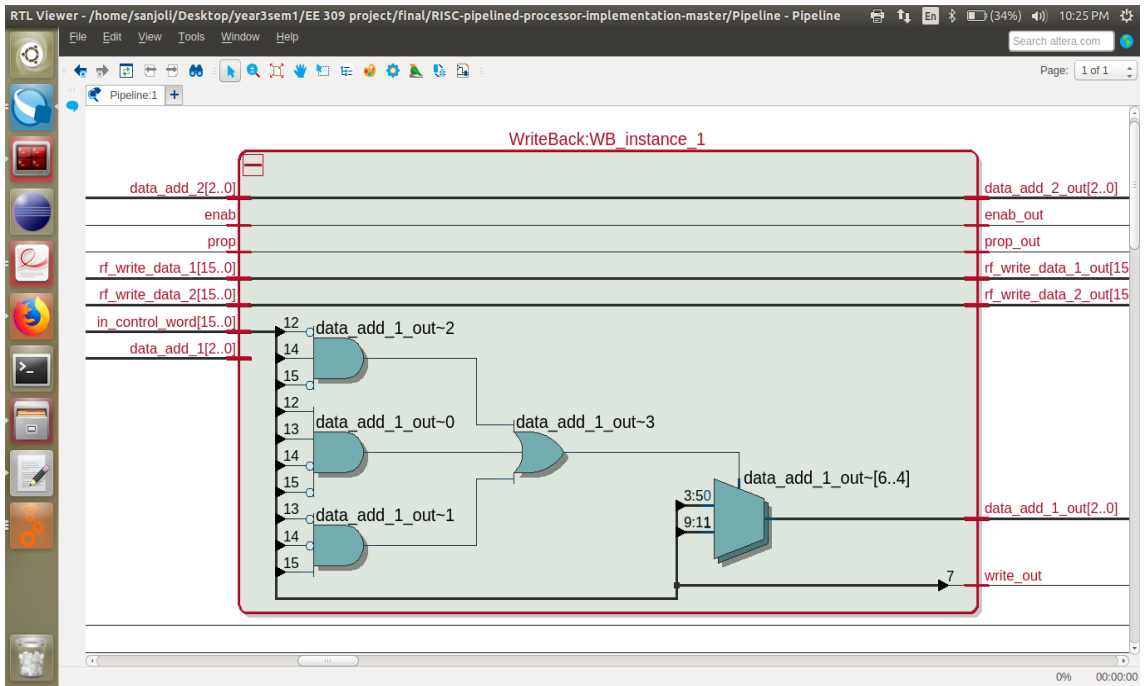 RTL Viewer - /home/sanjoli/Desktop/year3sem1/EE 309 project/final/RISC-pipelined-processor-implementation-master/Pipeline - Pipeline
En
(34%)
10:25 PM
File Edit View Tools Window Help
Search altera.com
Page: 1 of 1
Pipeline:1
WriteBack:WB_instance_1
data_add_2[2..0]
data_add_2_out[2..0]
enab
enab_out
prop
prop_out
rf_write_data_1[15..0]
rf_write_data_1_out[15
rf_write_data_2[15..0]
rf_write_data_2_out[15
in_control_word[15..0]
data_add_1[2..0]
12
data_add_1_out~2
14
15
12
data_add_1_out~0
13
14
15
13
data_add_1_out~1
14
15
data_add_1_out~3
data_add_1_out~[6..4]
3:50
9:11
data_add_1_out[2..0]
7
write_out
0%
00:00:00